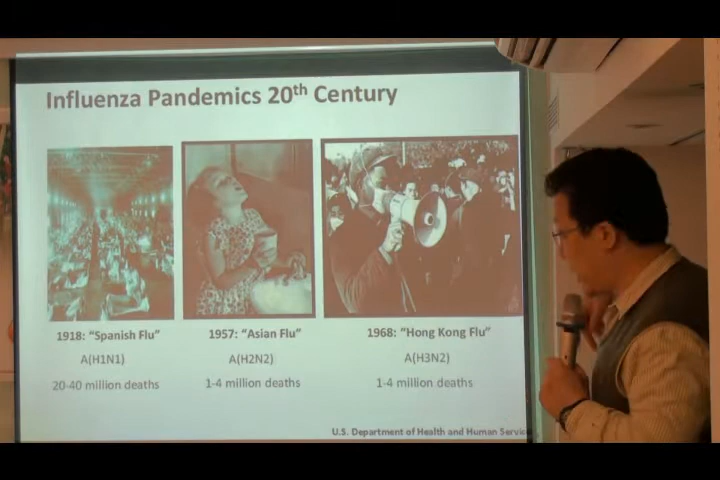 Influenza Pandemics 20th Century
1918: “Spanish Flu”
A(H1N1)
20-40 million deaths
1957: “Asian Flu”
A(H2N2)
1-4 million deaths
1968: “Hong Kong Flu”
A(H3N2)
1-4 million deaths
U.S. Department of Health and Human Service